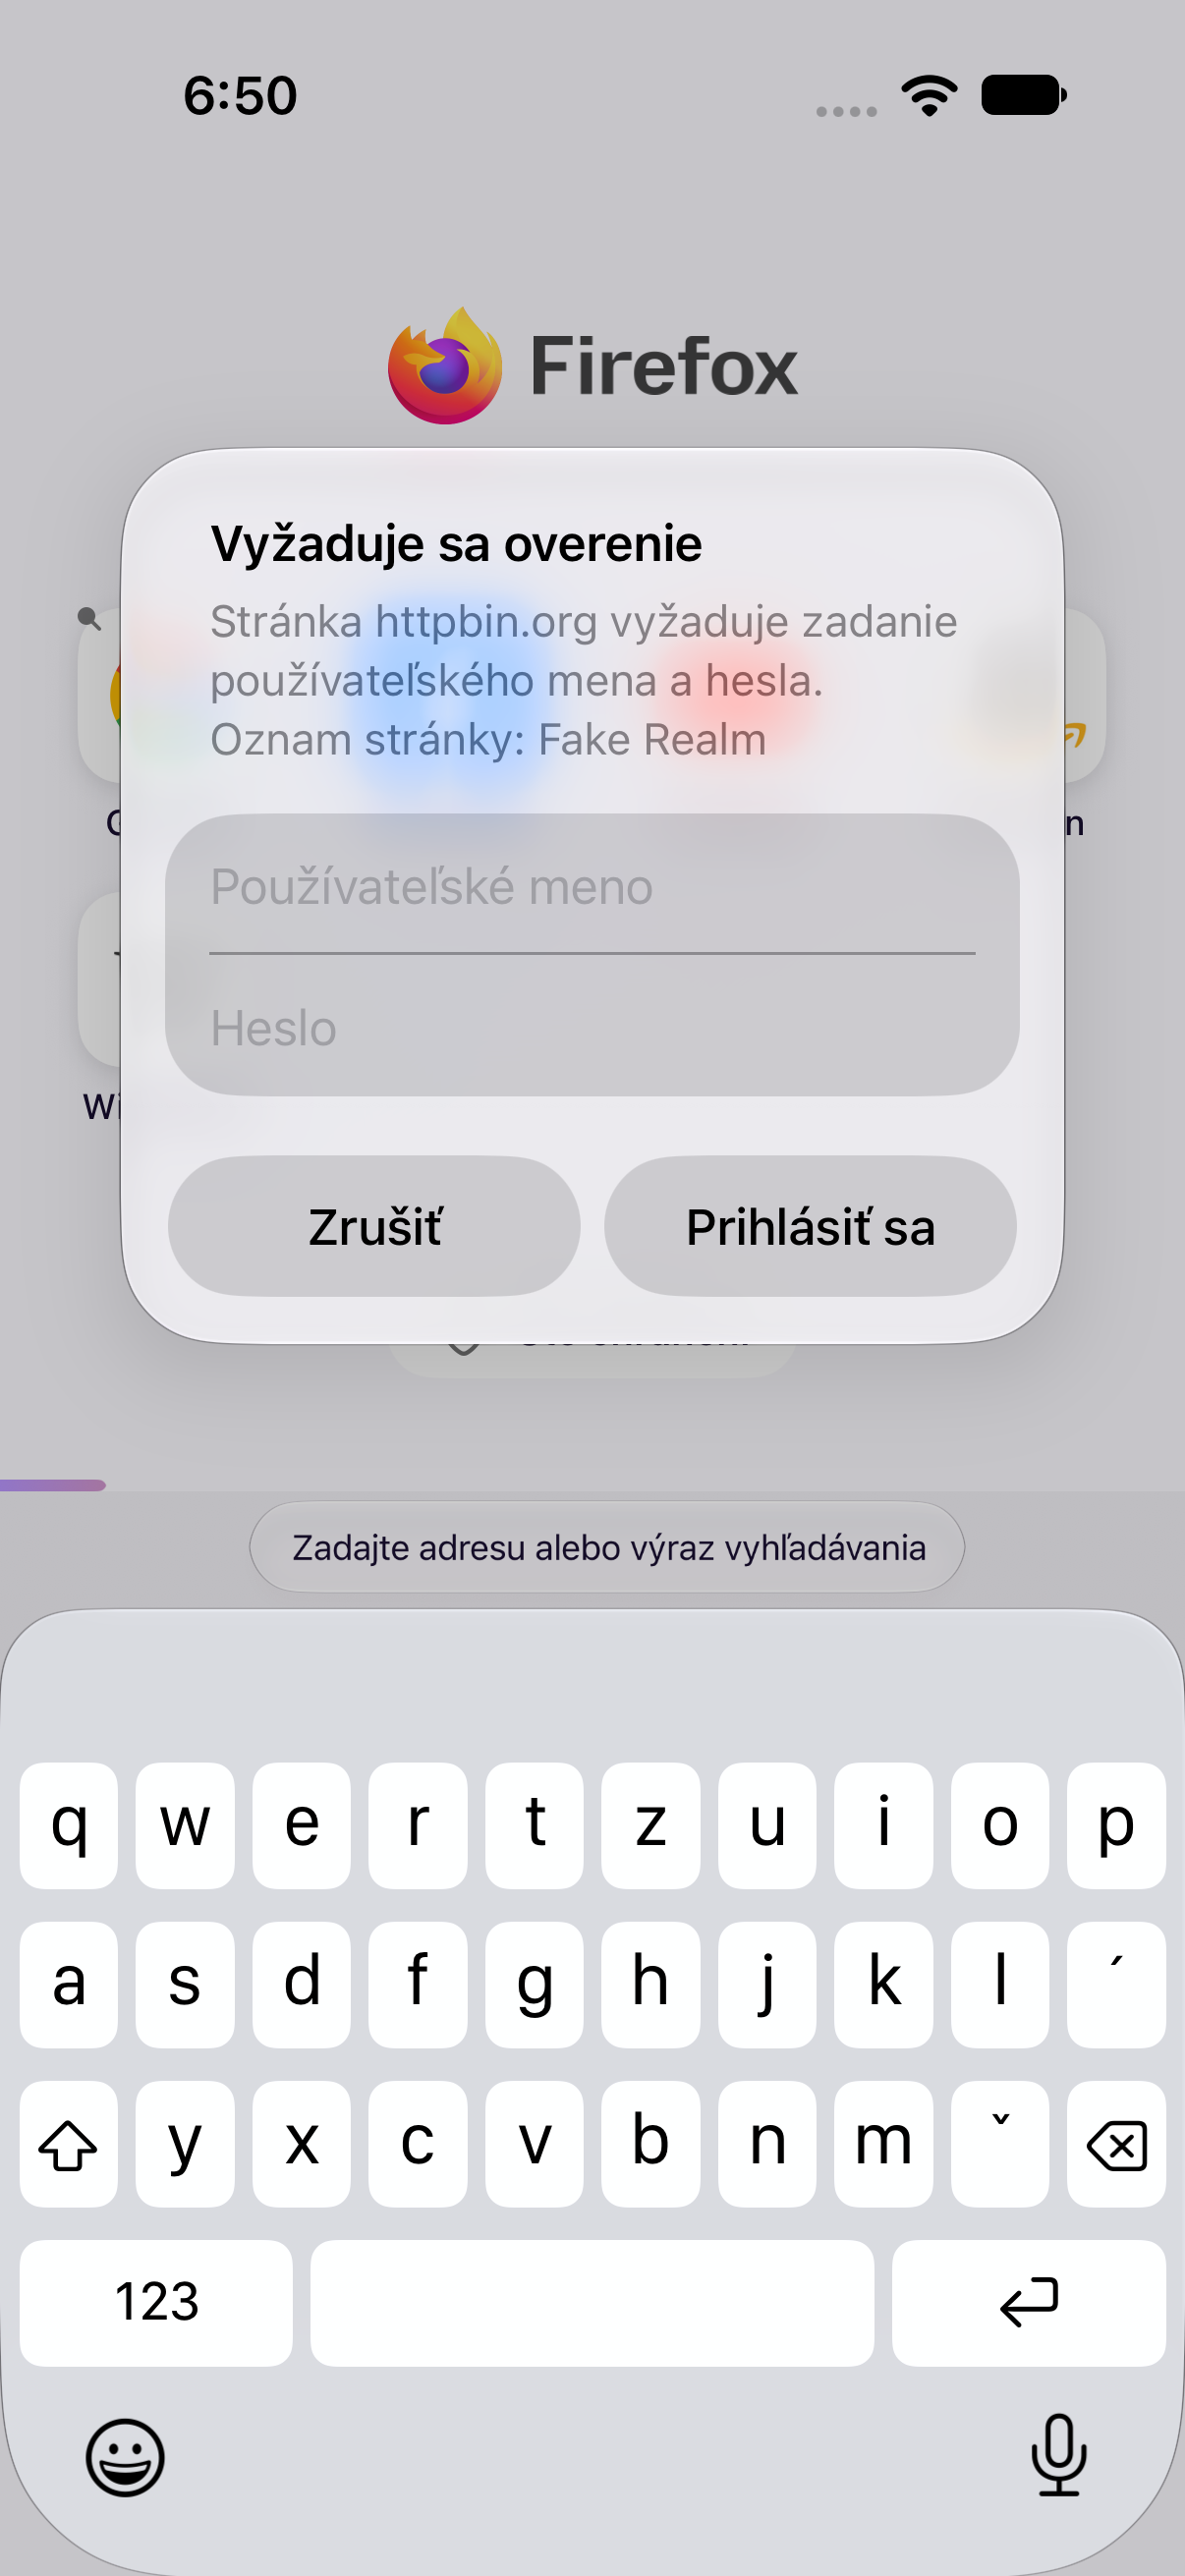 6:50
Firefox
Vyžaduje sa overenie
Stránka httpbin.org vyžaduje zadanie
používateľského mena a hesla.
Oznam stránky: Fake Realm
Používateľské meno
Heslo
Zrušiť
Prihlásiť sa
Zadajte adresu alebo výraz vyhľadávania
q w e r t z u i o p
a s d f g h j k l ´
y x c v b n m ˇ
123